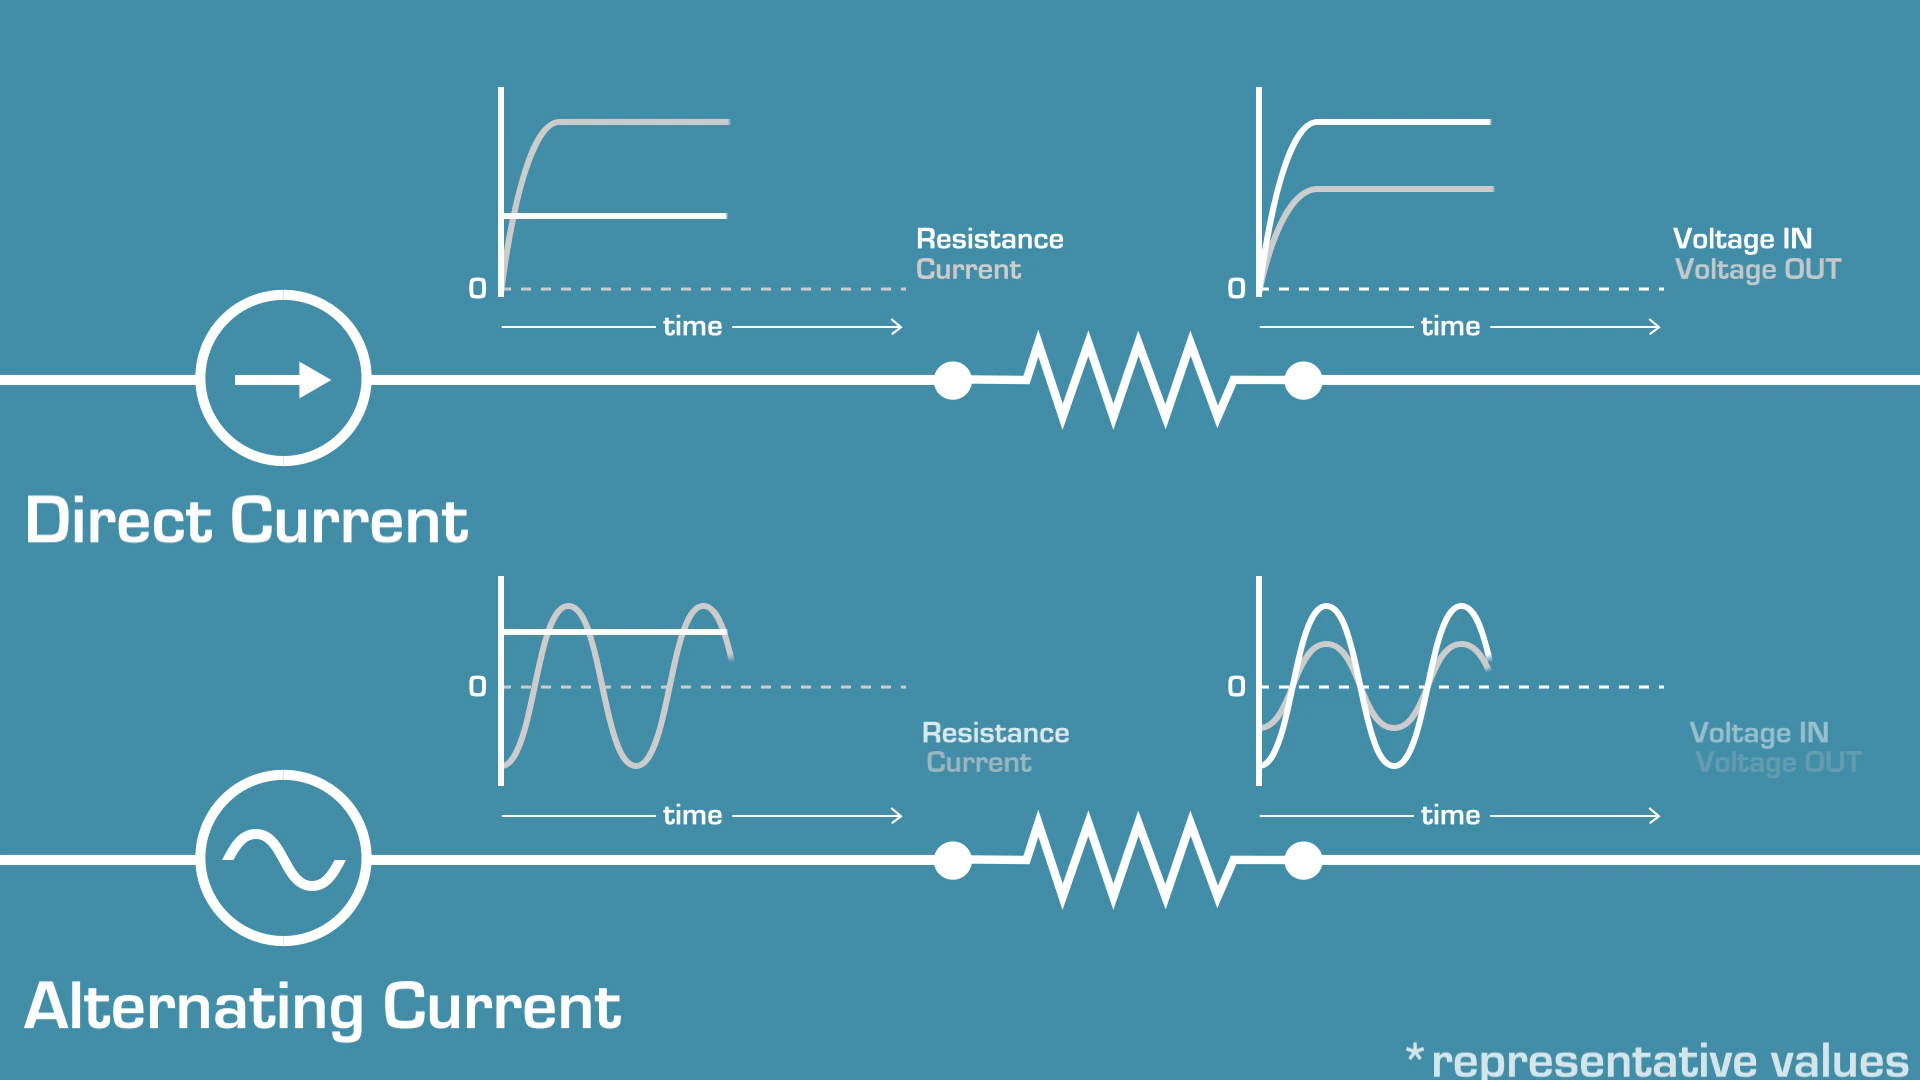 Resistance
Current
0
time
Voltage IN
Voltage OUT
0
time
Direct Current
0
Resistance
Current
time
0
Voltage IN
Voltage OUT
time
Alternating Current
*representative values